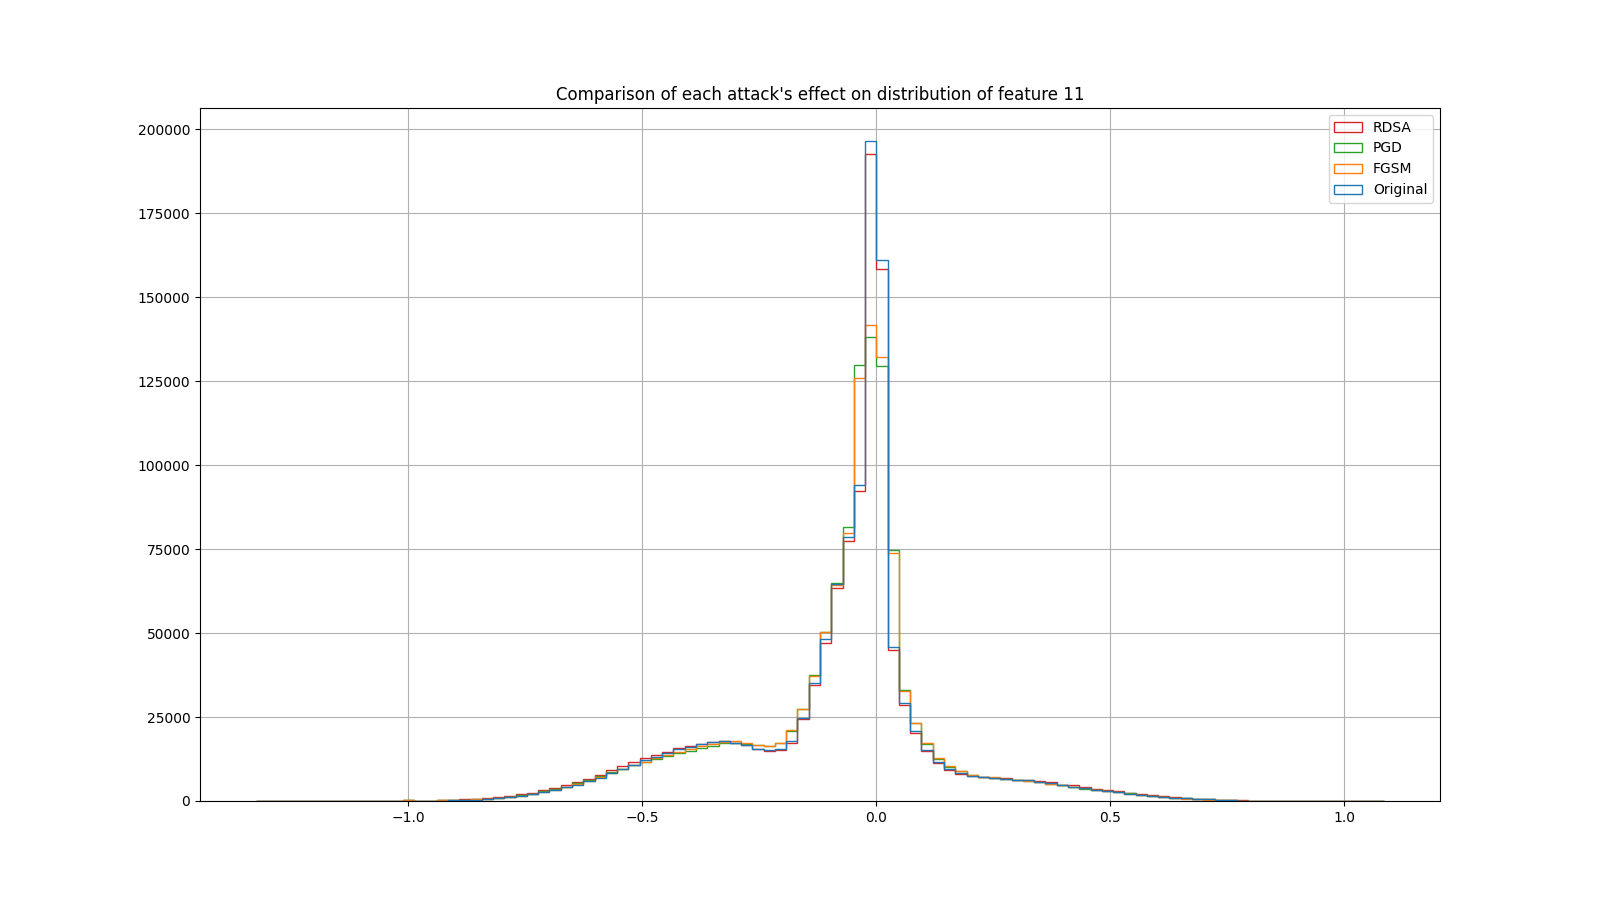 Comparison of each attack's effect on distribution of feature 11
RDSA
PGD
FGSM
Original
200000
175000
150000
125000
100000
75000
50000
25000
0
−1.0
−0.5
0.0
0.5
1.0